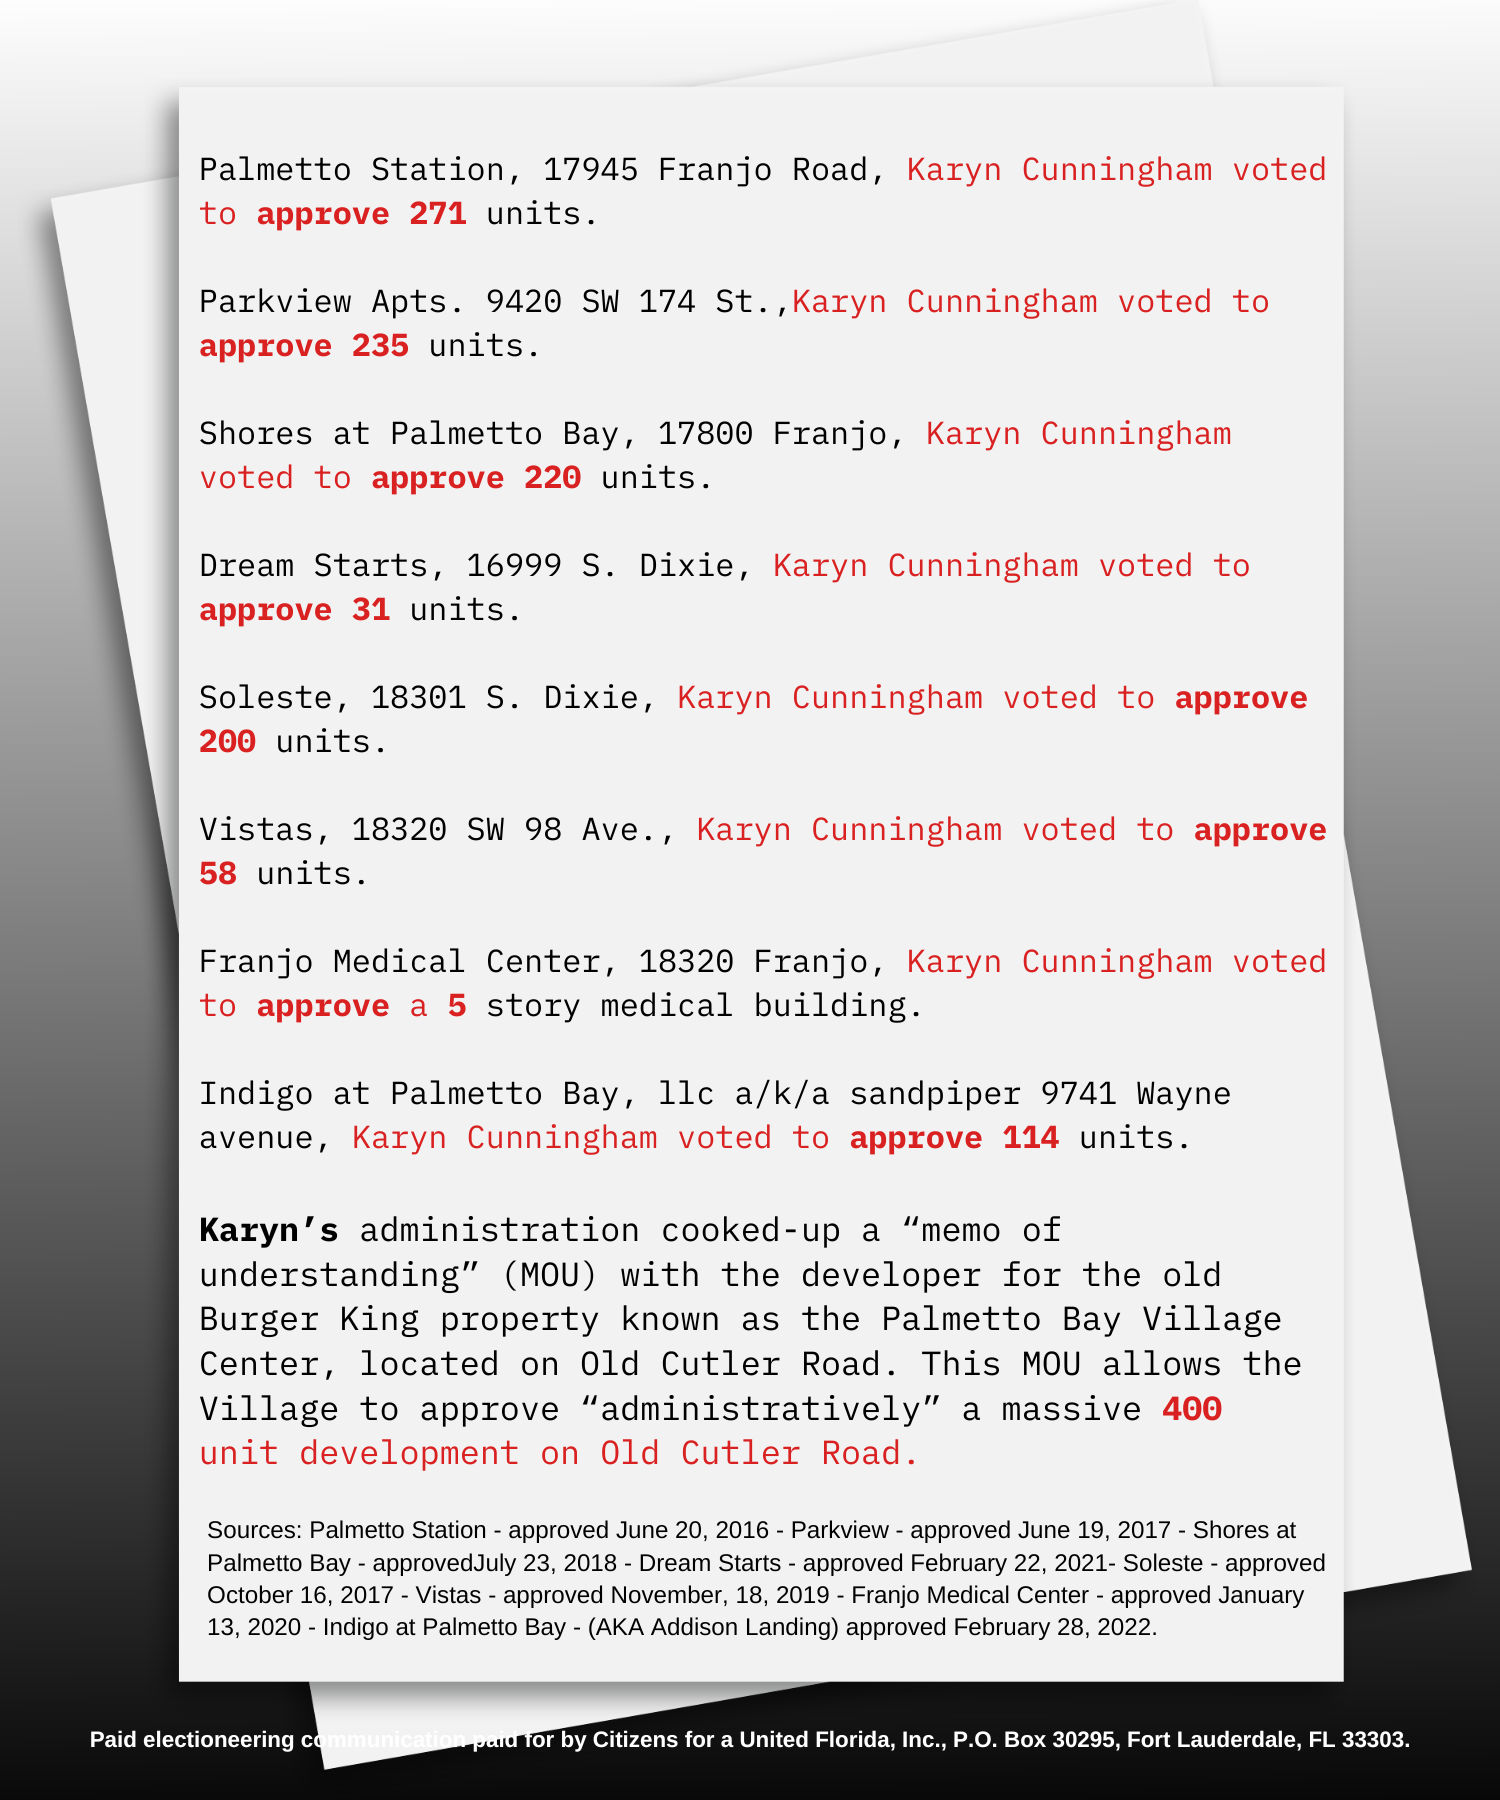 Palmetto Station, 17945 Franjo Road, Karyn Cunningham voted
to approve 271 units.
Parkview Apts. 9420 SW 174 St.,Karyn Cunningham voted to
approve 235 units.
Shores at Palmetto Bay, 17800 Franjo, Karyn Cunningham
voted to approve 220 units.
Dream Starts, 16999 S. Dixie, Karyn Cunningham voted to
approve 31 units.
Soleste, 18301 S. Dixie, Karyn Cunningham voted to approve
200 units.
Vistas, 18320 SW 98 Ave., Karyn Cunningham voted to approve
58 units.
Franjo Medical Center, 18320 Franjo, Karyn Cunningham voted
to approve a 5 story medical building.
Indigo at Palmetto Bay, llc a/k/a sandpiper 9741 Wayne
avenue, Karyn Cunningham voted to approve 114 units.
Karyn’s administration cooked-up a “memo of
understanding” (MOU) with the developer for the old
Burger King property known as the Palmetto Bay Village
Center, located on Old Cutler Road. This MOU allows the
Village to approve “administratively” a massive 400
unit development on Old Cutler Road.
Sources: Palmetto Station - approved June 20, 2016 - Parkview - approved June 19, 2017 - Shores at
Palmetto Bay - approvedJuly 23, 2018 - Dream Starts - approved February 22, 2021- Soleste - approved
October 16, 2017 - Vistas - approved November, 18, 2019 - Franjo Medical Center - approved January
13, 2020 - Indigo at Palmetto Bay - (AKA Addison Landing) approved February 28, 2022.
Paid electioneering communication paid for by Citizens for a United Florida, Inc., P.O. Box 30295, Fort Lauderdale, FL 33303.